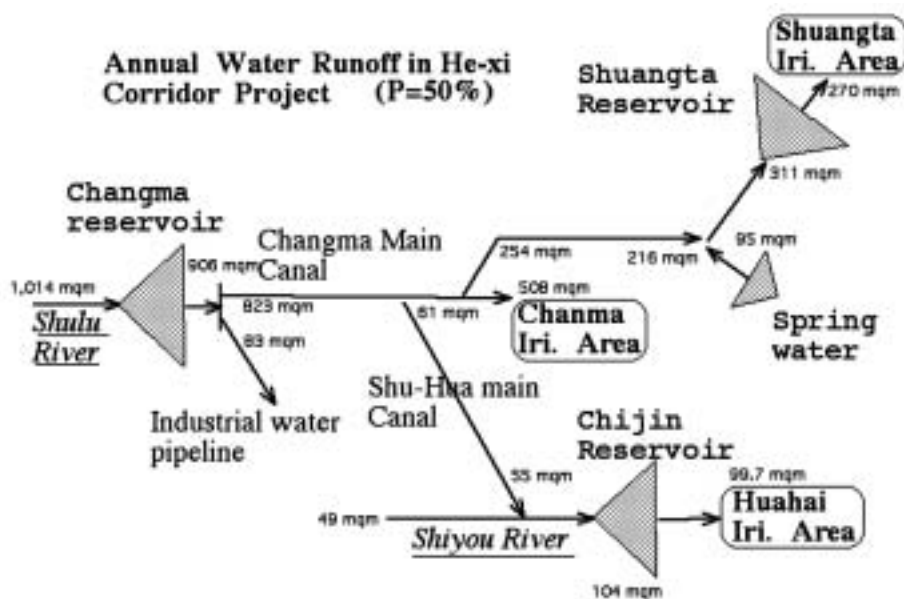 Annual Water Runoff in He-xi
Corridor Project (P=50%)
Shuangta
Iri. Area
Shuangta
Reservoir
270 mqm
311 mqm
Changma
reservoir
Changma Main
Canal
906 mqm
254 mqm
216 mqm
95 mqm
1,014 mqm
823 mqm
61 mqm
508 mqm
Chanma
Iri. Area
Spring
water
Shulu
River
83 mqm
Shu-Hua main
Canal
Industrial water
pipeline
Chijin
Reservoir
55 mqm
99.7 mqm
Huahai
Iri. Area
49 mqm
Shiyou River
104 mqm